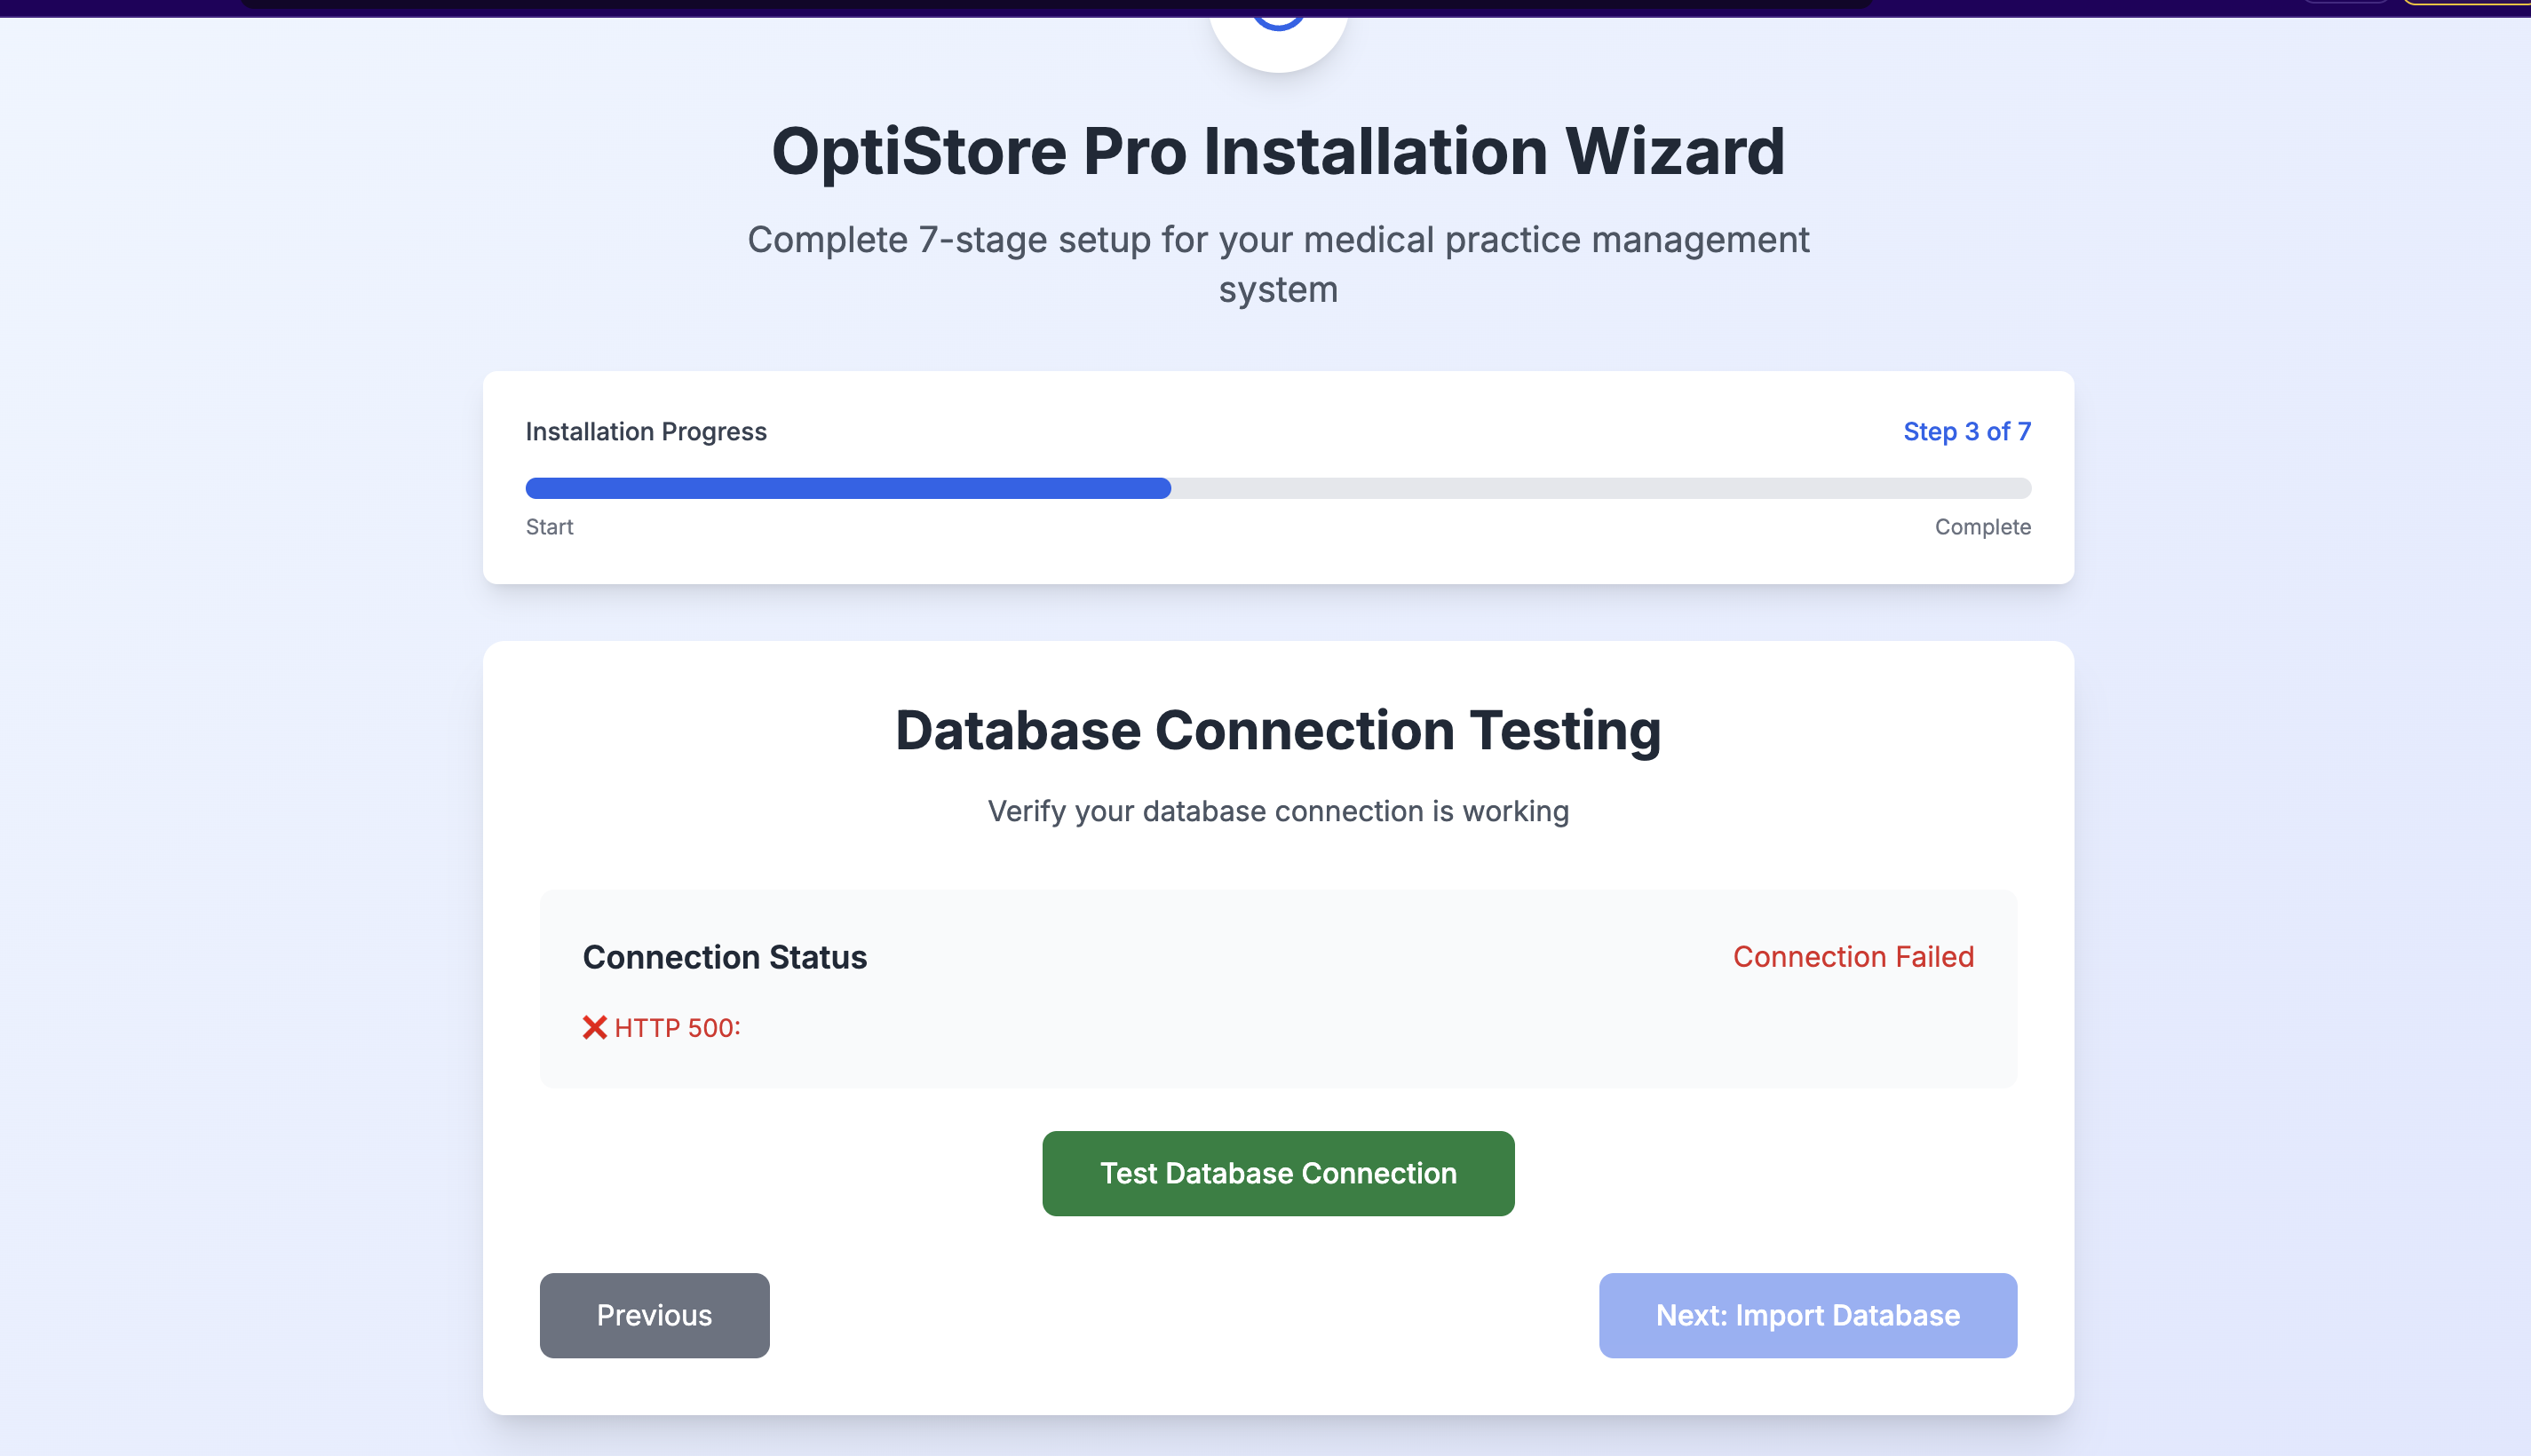 OptiStore Pro Installation Wizard
Complete 7-stage setup for your medical practice management
system
Installation Progress
Step 3 of 7
Start
Complete
Database Connection Testing
Verify your database connection is working
Connection Status
Connection Failed
❌ HTTP 500:
Test Database Connection
Previous
Next: Import Database